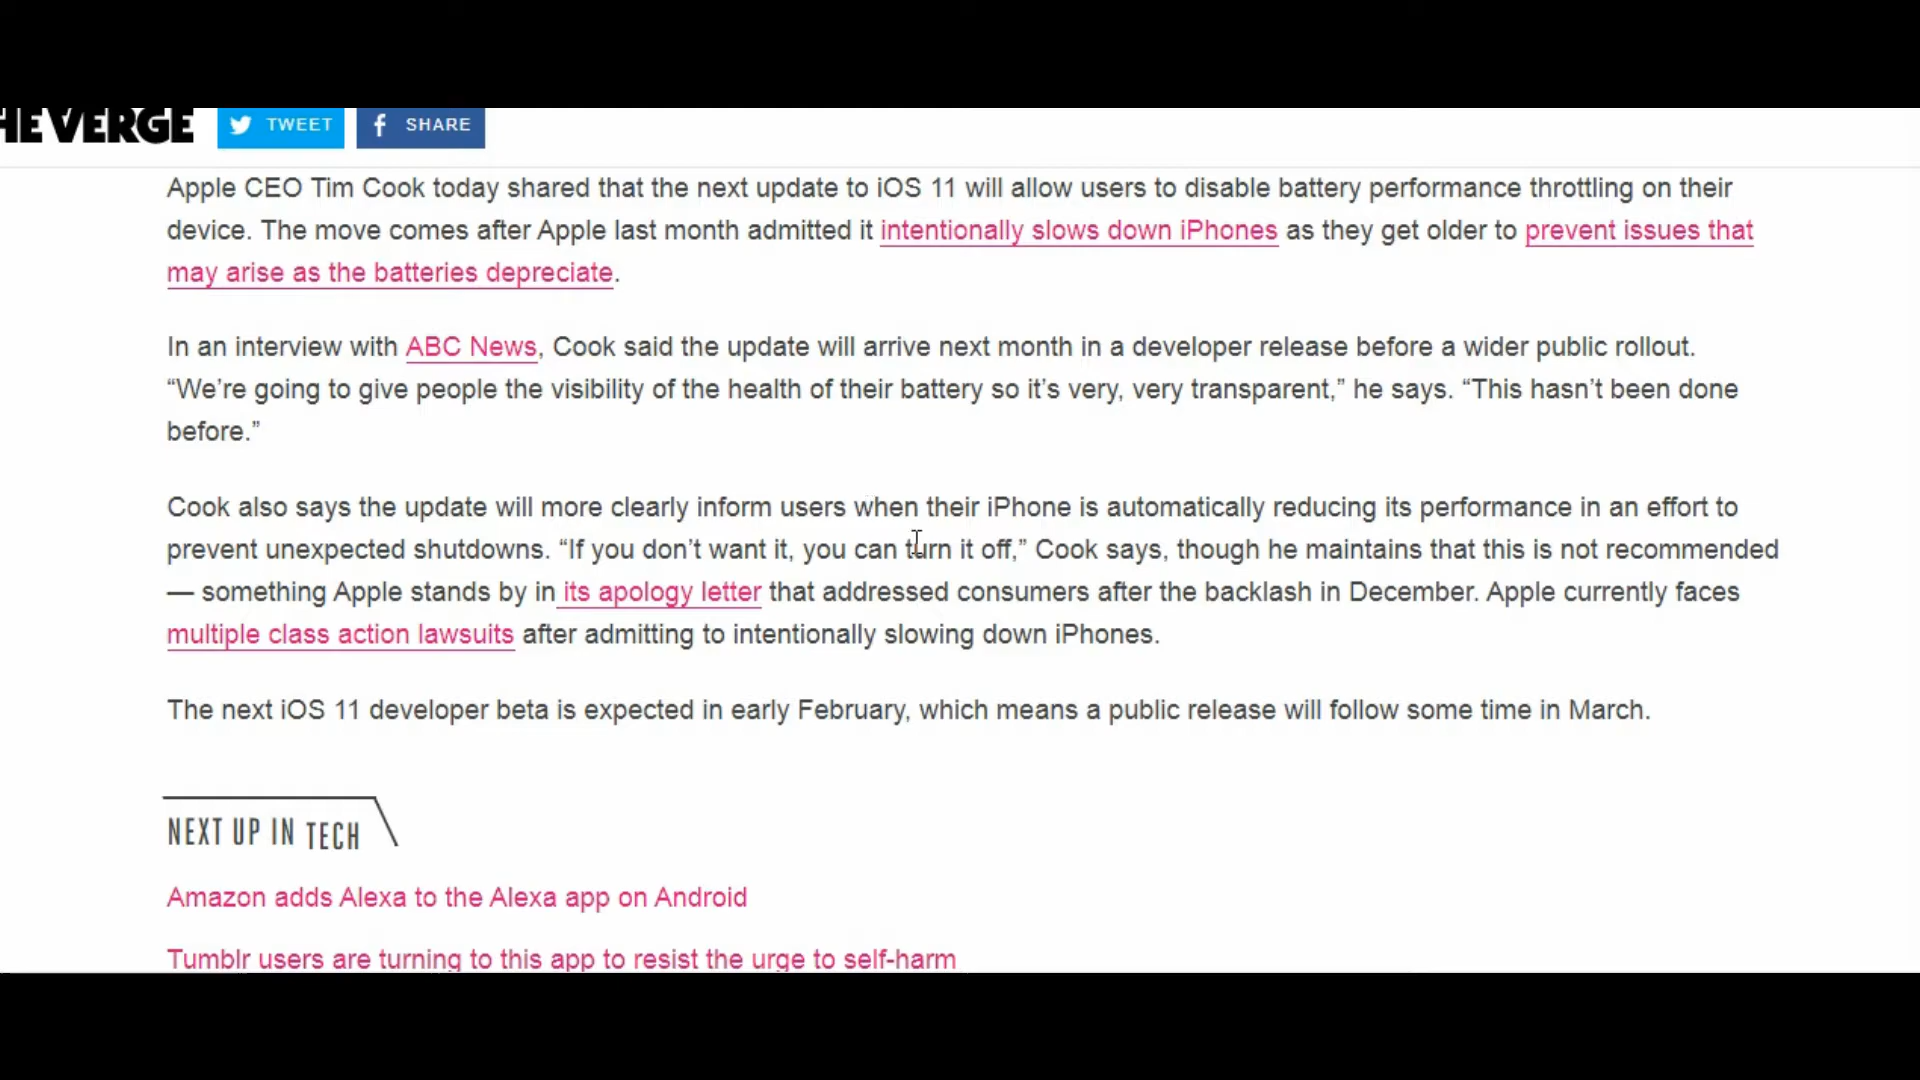 HE VERGE TWEET SHARE
Apple CEO Tim Cook today shared that the next update to iOS 11 will allow users to disable battery performance throttling on their
device. The move comes after Apple last month admitted it intentionally slows down iPhones as they get older to prevent issues that
may arise as the batteries depreciate.
In an interview with ABC News, Cook said the update will arrive next month in a developer release before a wider public rollout.
“We’re going to give people the visibility of the health of their battery so it’s very, very transparent,” he says. “This hasn’t been done
before.”
Cook also says the update will more clearly inform users when their iPhone is automatically reducing its performance in an effort to
prevent unexpected shutdowns. “If you don’t want it, you can turn it off,” Cook says, though he maintains that this is not recommended
— something Apple stands by in its apology letter that addressed consumers after the backlash in December. Apple currently faces
multiple class action lawsuits after admitting to intentionally slowing down iPhones.
The next iOS 11 developer beta is expected in early February, which means a public release will follow some time in March.
NEXT UP IN TECH
Amazon adds Alexa to the Alexa app on Android
Tumblr users are turning to this app to resist the urge to self-harm